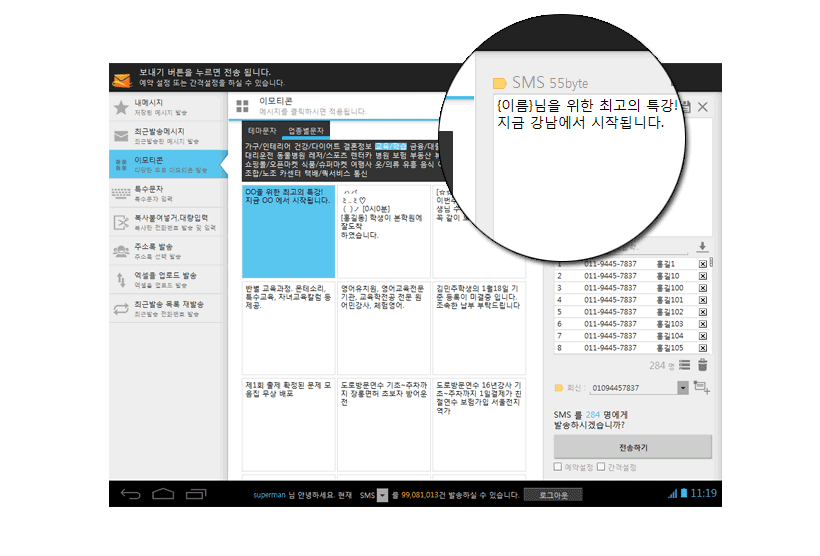 보내기 버튼을 누르면 전송 됩니다.
예약 설정 또는 간격설정을 하실 수 있습니다.
내메시지
저장된 메시지 발송
최근발송메시지
최근발송한 메시지 발송
이모티콘
다양한 무료 이모티콘 발송
특수문자
특수문자 입력
복사붙여넣기,대량입력
복사한 전화번호 발송 및 입력
주소록 발송
주소록 선택 발송
엑셀을 업로드 발송
엑셀을 업로드 발송
최근발송 목록 재발송
최근발송 전화번호 발송
이모티콘
메시지를 클릭하시면 적용됩니다.
테마문자 업종별문자
가구/인테리어 건강/다이어트 결혼정보 교육/학습 금융/대출
대리운전 동물병원 레저/스포츠 렌터카 병원 보험 부동산
쇼핑몰/오픈마켓 식품/슈퍼마켓 여행사 옷/의류 유흥 음식
조합/노조 카센터 택배/퀵서비스 통신
OO을 위한 최고의 특강!
지금 OO 에서 시작됩니다.
( )ノ [0시0분]
[홍길동] 학생이 본학원에
잘도착
하였습니다.
이번
생님 수
꼭 같이
반별 교육과정. 몬테소리,
특수교육, 자녀교육칼럼 등
제공.
영어유치원, 영어교육전문
기관, 교육학전공 전문 원
어민강사, 체험영어.
김민주학생의 1월18일 기
준 등록이 미결중 입니다.
조속한 납부 부탁드립니다
제1회 출제 확정된 문제 모
음집 무상 배포
도로방문연수 기초~주차까
지 장롱면허 초보자 방어운
전
도로방문연수 16년강사 기
초~주차까지 1일결제가 친
절연수 보험가입 서울전지
역가
SMS 55byte
{이름}님을 위한 최고의 특강!
지금 강남에서 시작됩니다.
1 011-9445-7837 홍길1
2 011-9445-7837 홍길10
3 011-9445-7837 홍길100
4 011-9445-7837 홍길101
5 011-9445-7837 홍길102
6 011-9445-7837 홍길103
7 011-9445-7837 홍길104
8 011-9445-7837 홍길105
284 명
회신 : 01094457837
SMS 를 284 명에게
발송하시겠습니까?
전송하기
예약설정 간격설정
superman 님 안녕하세요. 현재 SMS 를 99,081,013건 발송하실 수 있습니다. 로그아웃
11:19